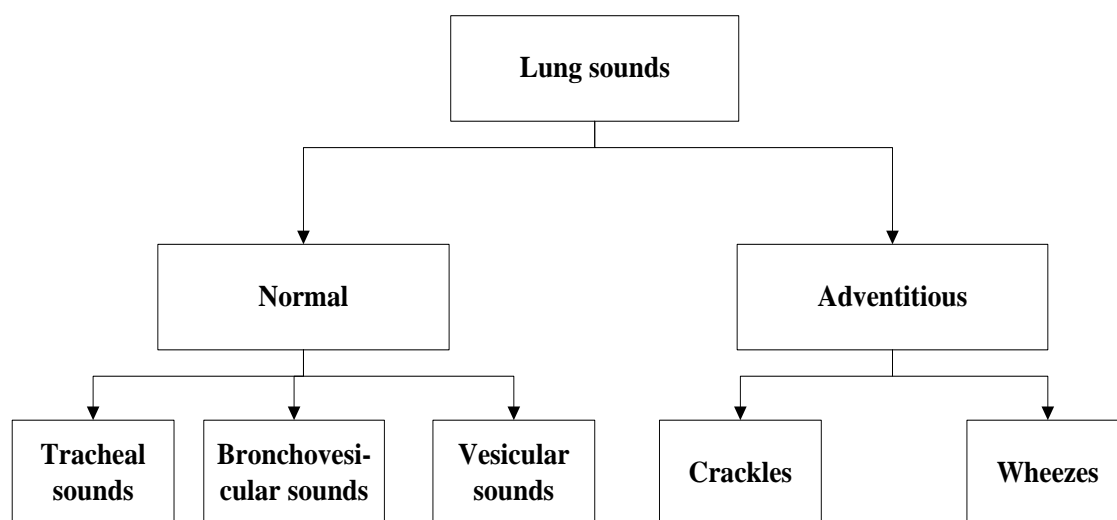 Lung sounds
Normal
Adventitious
Tracheal
sounds
Bronchovesi-
cular sounds
Vesicular
sounds
Crackles
Wheezes